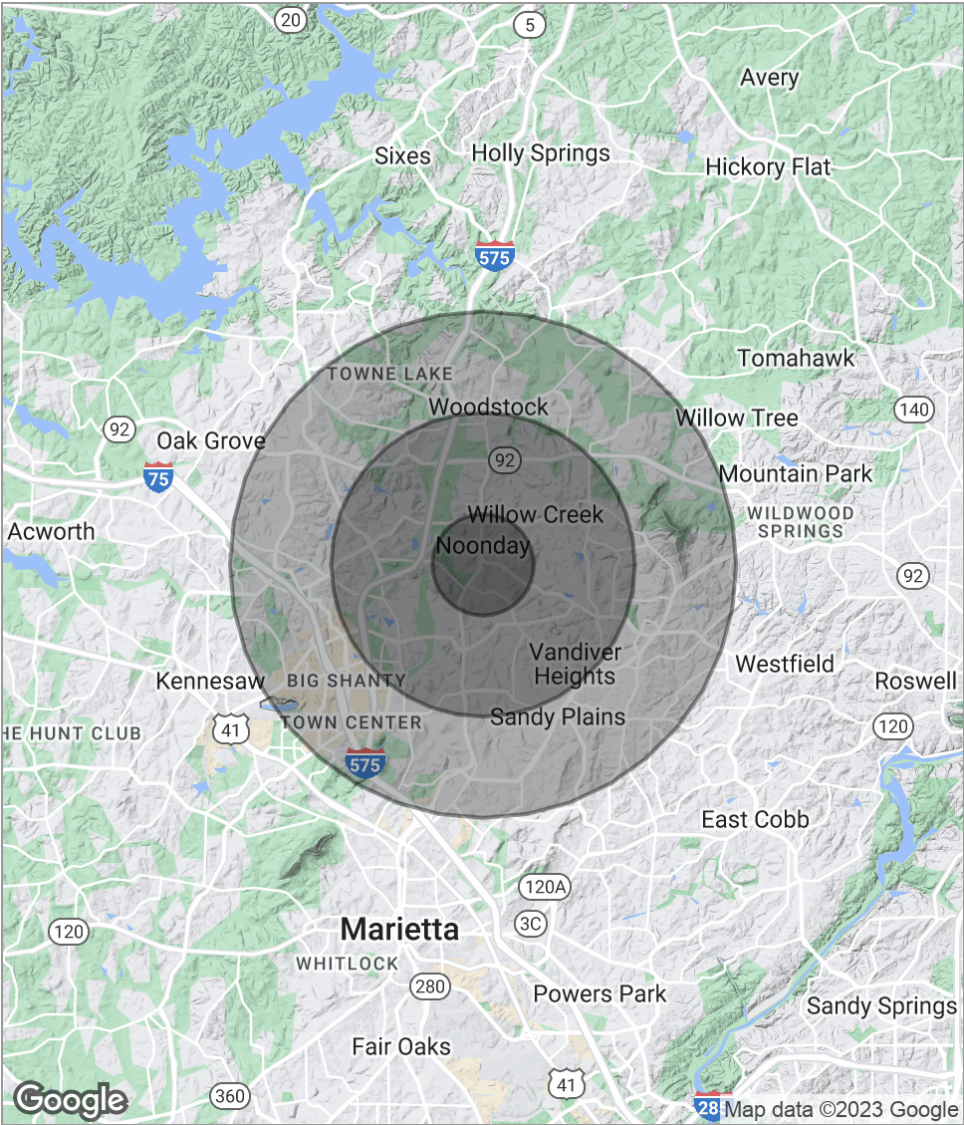 20
5
Avery
Sixes
Holly Springs
Hickory Flat
575
TOWNE LAKE
Tomahawk
Woodstock
140
Willow Tree
92
Oak Grove
92
75
Mountain Park
Willow Creek
WILDWOOD
SPRINGS
Acworth
Noonday
92
Vandiver
Heights
Westfield
Kennesaw
BIG SHANTY
Roswell
Sandy Plains
TOWN CENTER
41
120
HE HUNT CLUB
575
East Cobb
120A
3C
120
Marietta
WHITLOCK
280
Powers Park
Sandy Springs
Fair Oaks
41
360
Google
28
Map data ©2023 Google